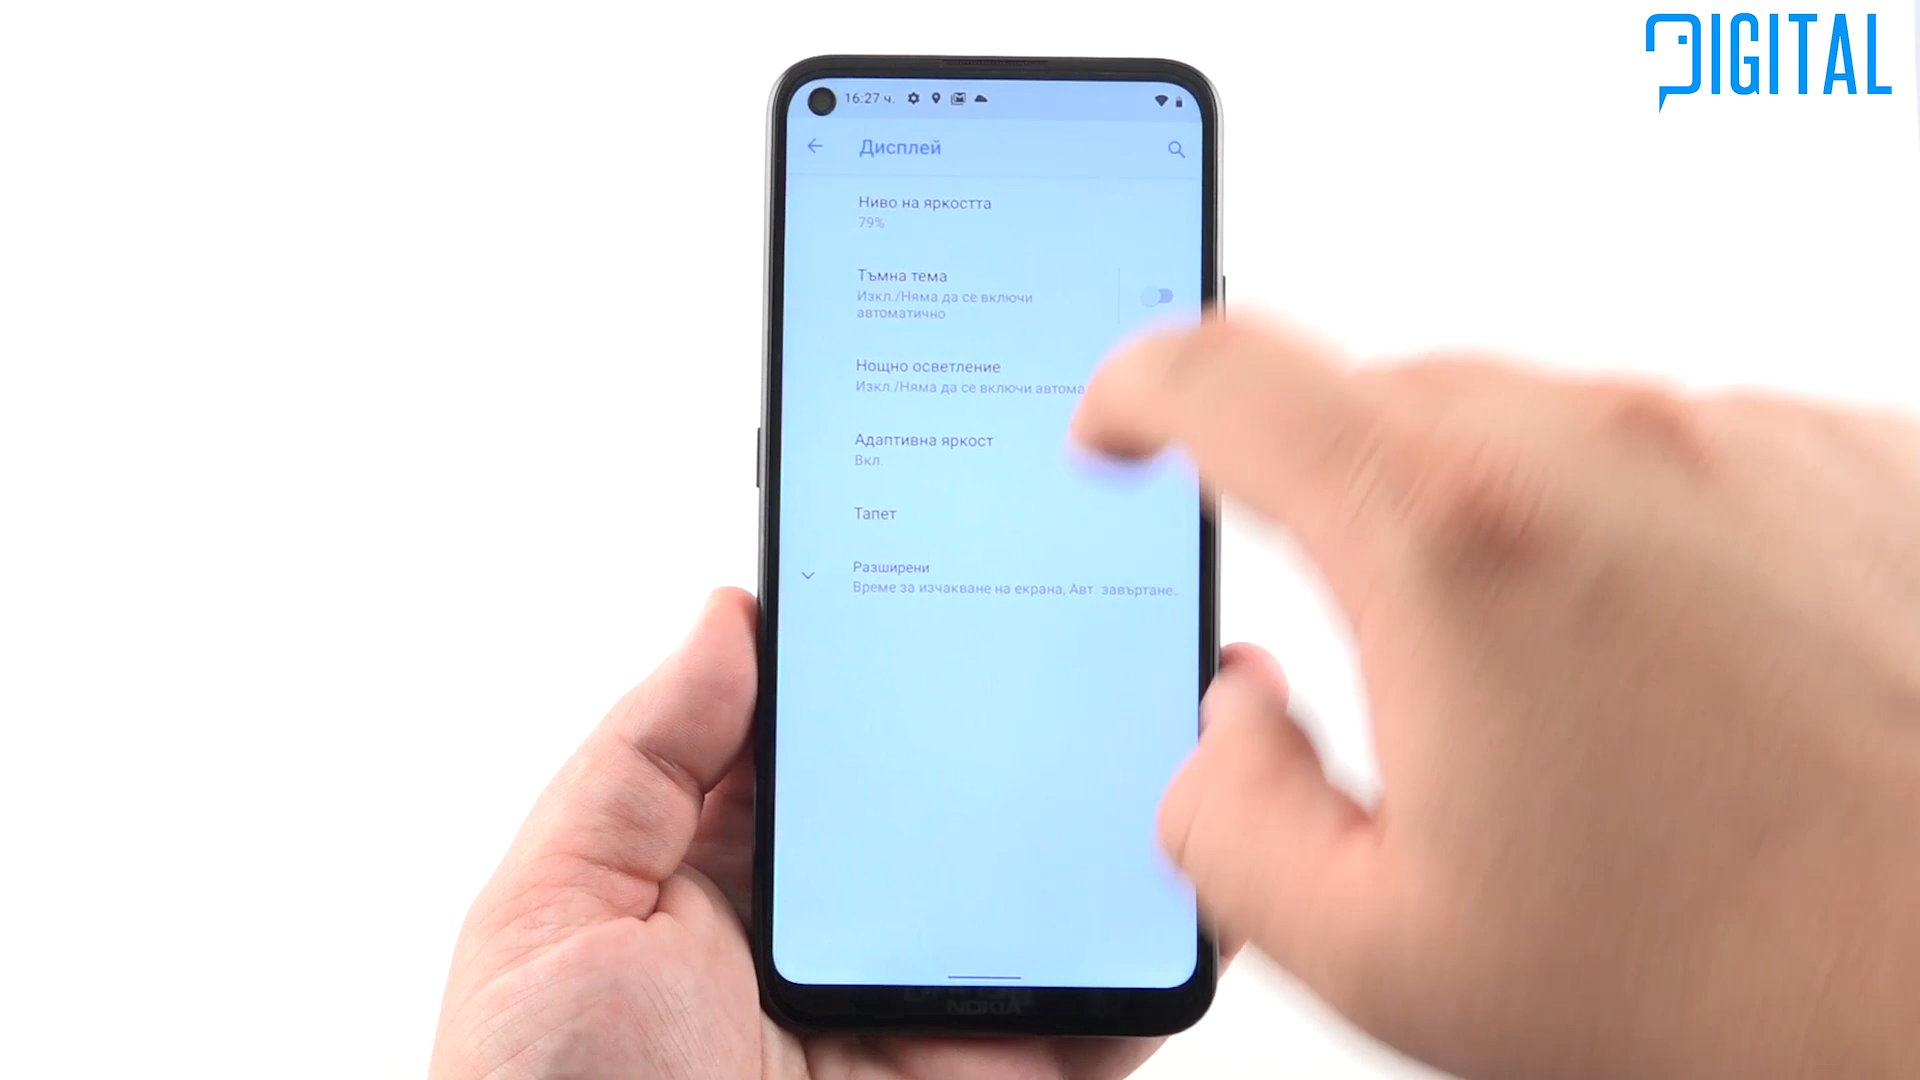 DIGITAL
16:27 ч.
Дисплей
Ниво на яркостта
79%
Тъмна тема
Изкл./Няма да се включи
автоматично
Нощно осветление
Изкл./Няма да се включи автома
Адаптивна яркост
Вкл.
Тапет
Разширени
Време за изчакване на екрана, Авт. завъртане..
NOKIA